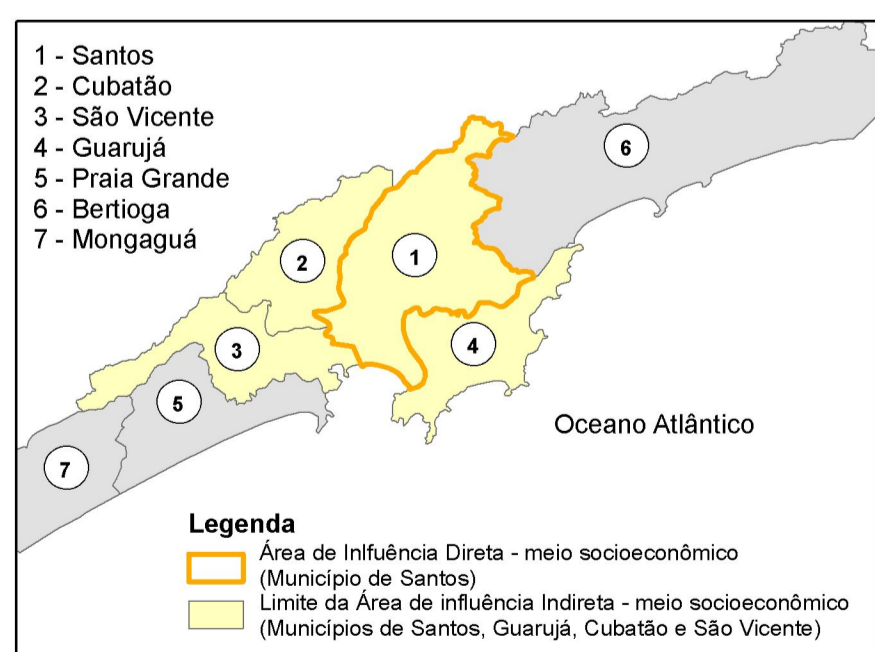 1 - Santos
2 - Cubatão
3 - São Vicente
4 - Guarujá
5 - Praia Grande
6 - Bertioga
7 - Mongaguá
6
1
2
3
4
5
7
Oceano Atlântico
Legenda
Área de Inlfuência Direta - meio socioeconômico
(Município de Santos)
Limite da Área de influência Indireta - meio socioeconômico
(Municípios de Santos, Guarujá, Cubatão e São Vicente)